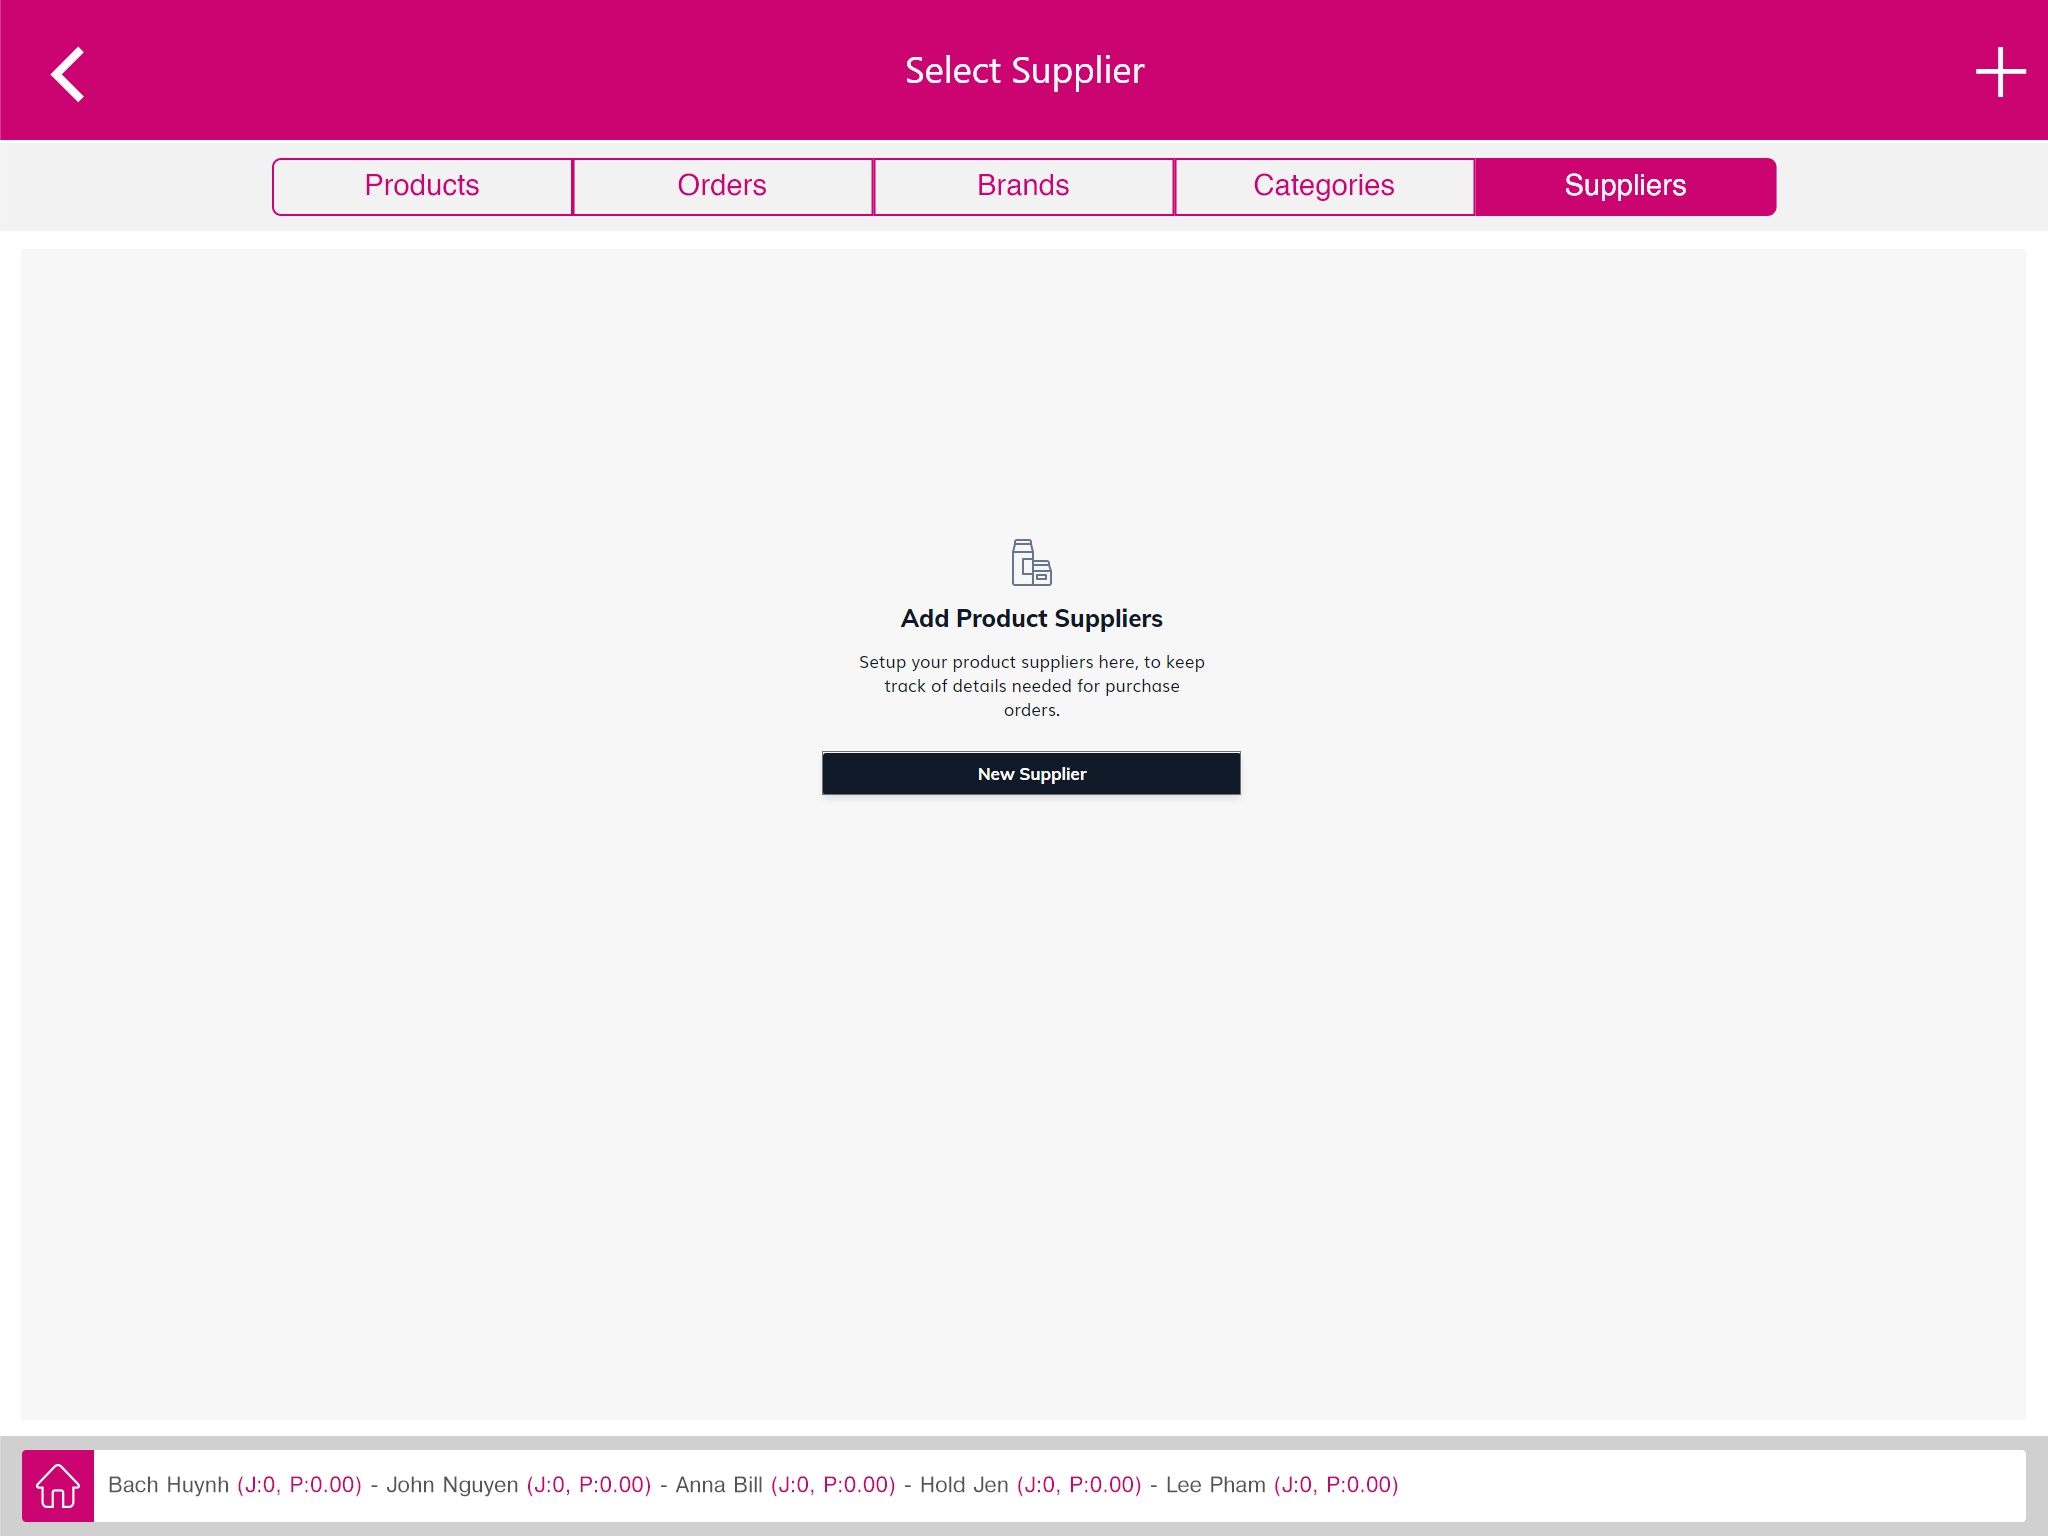 Select Supplier
Products
Orders
Brands
Categories
Suppliers
Add Product Suppliers
Setup your product suppliers here, to keep
track of details needed for purchase
orders.
New Supplier
Bach Huynh (J:0, P:0.00) - John Nguyen (J:0, P:0.00) - Anna Bill (J:0, P:0.00) - Hold Jen (J:0, P:0.00) - Lee Pham (J:0, P:0.00)